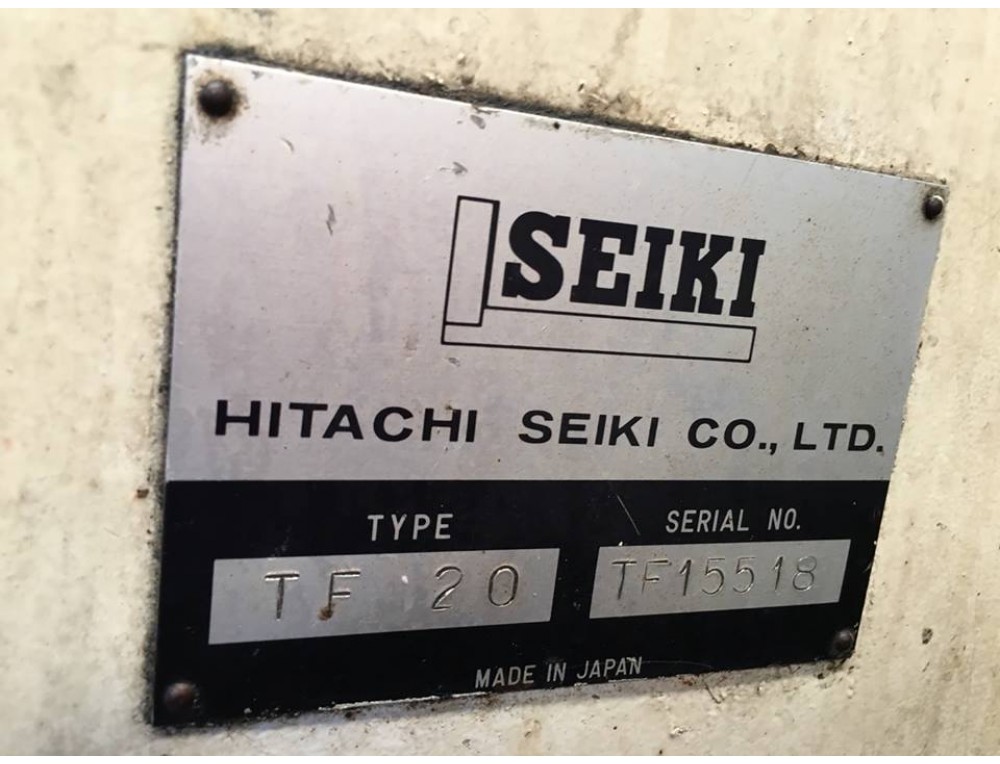 SEIKI
HITACHI SEIKI CO., LTD.
TYPE SERIAL NO.
TF 20 TF15518
MADE IN JAPAN